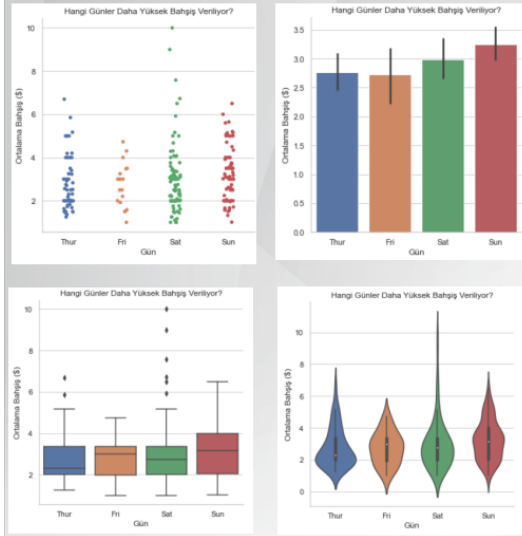 Hangi Günler Daha Yüksek Bahşiş Veriliyor?
10
8
6
4
2
Ortalama Bahşiş ($)
Thur Fri Sat Sun
Gün
Hangi Günler Daha Yüksek Bahşiş Veriliyor?
3.5
3.0
2.5
2.0
1.5
1.0
0.5
0.0
Ortalama Bahşiş ($)
Thur Fri Sat Sun
Gün
Hangi Günler Daha Yüksek Bahşiş Veriliyor?
10
8
6
4
2
Ortalama Bahşiş ($)
Thur Fri Sat Sun
Gün
Hangi Günler Daha Yüksek Bahşiş Veriliyor?
10
8
6
4
2
0
Ortalama Bahşiş ($)
Thur Fri Sat Sun
Gün